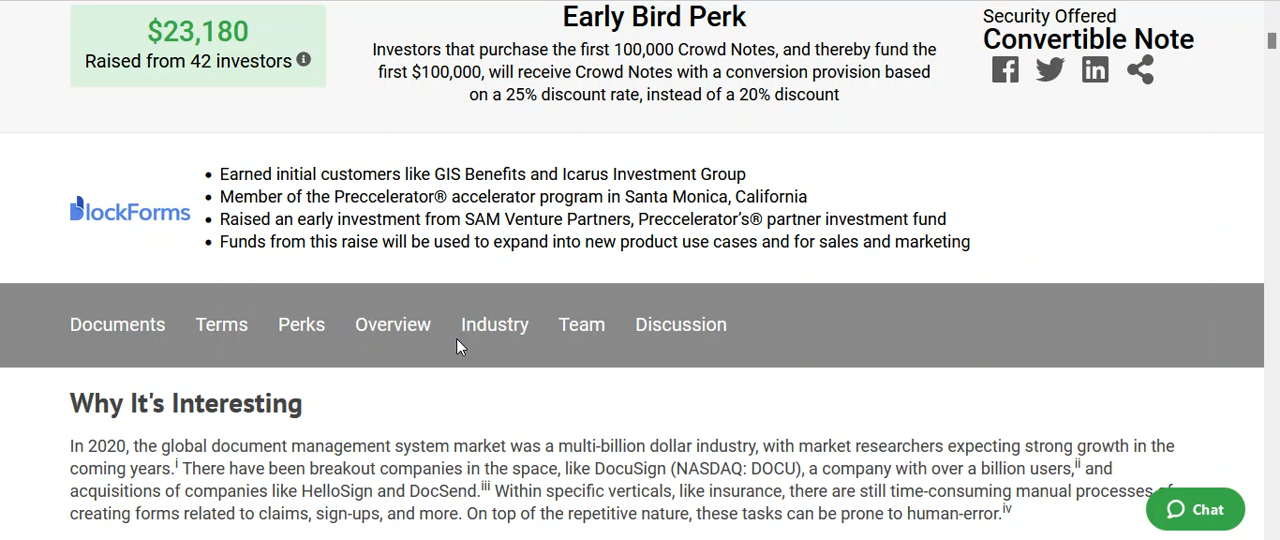 $23,180
Raised from 42 investors
Early Bird Perk
Investors that purchase the first 100,000 Crowd Notes, and thereby fund the
first $100,000, will receive Crowd Notes with a conversion provision based
on a 25% discount rate, instead of a 20% discount
Security Offered
Convertible Note
BlockForms
• Earned initial customers like GIS Benefits and Icarus Investment Group
• Member of the Preccelerator® accelerator program in Santa Monica, California
• Raised an early investment from SAM Venture Partners, Preccelerator's® partner investment fund
• Funds from this raise will be used to expand into new product use cases and for sales and marketing
Documents Terms Perks Overview Industry Team Discussion
Why It's Interesting
In 2020, the global document management system market was a multi-billion dollar industry, with market researchers expecting strong growth in the
coming years.i There have been breakout companies in the space, like DocuSign (NASDAQ: DOCU), a company with over a billion users,ii and
acquisitions of companies like HelloSign and DocSend.iii Within specific verticals, like insurance, there are still time-consuming manual processes of
creating forms related to claims, sign-ups, and more. On top of the repetitive nature, these tasks can be prone to human-error.iv
Chat